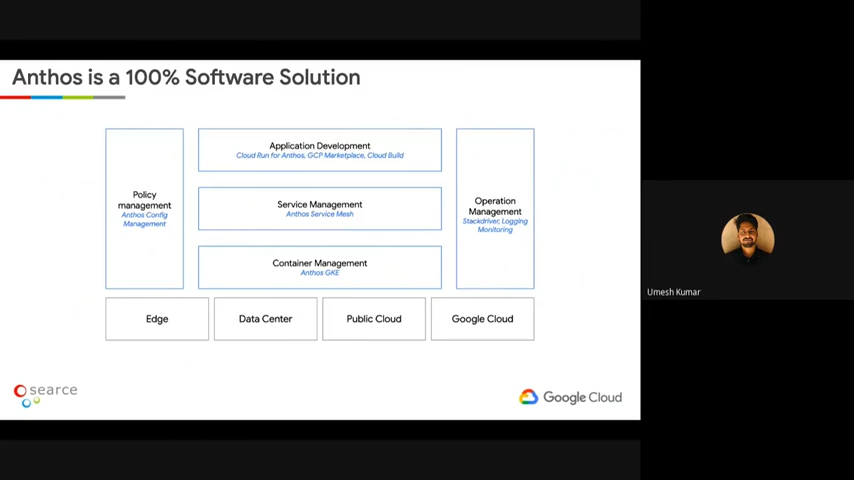 Anthos is a 100% Software Solution
Policy
management
Anthos Config
Management
Application Development
Cloud Run for Anthos, GCP Marketplace, Cloud Build
Service Management
Anthos Service Mesh
Container Management
Anthos GKE
Operation
Management
Stackdriver, Logging
Monitoring
Edge
Data Center
Public Cloud
Google Cloud
searce
Google Cloud
Umesh Kumar